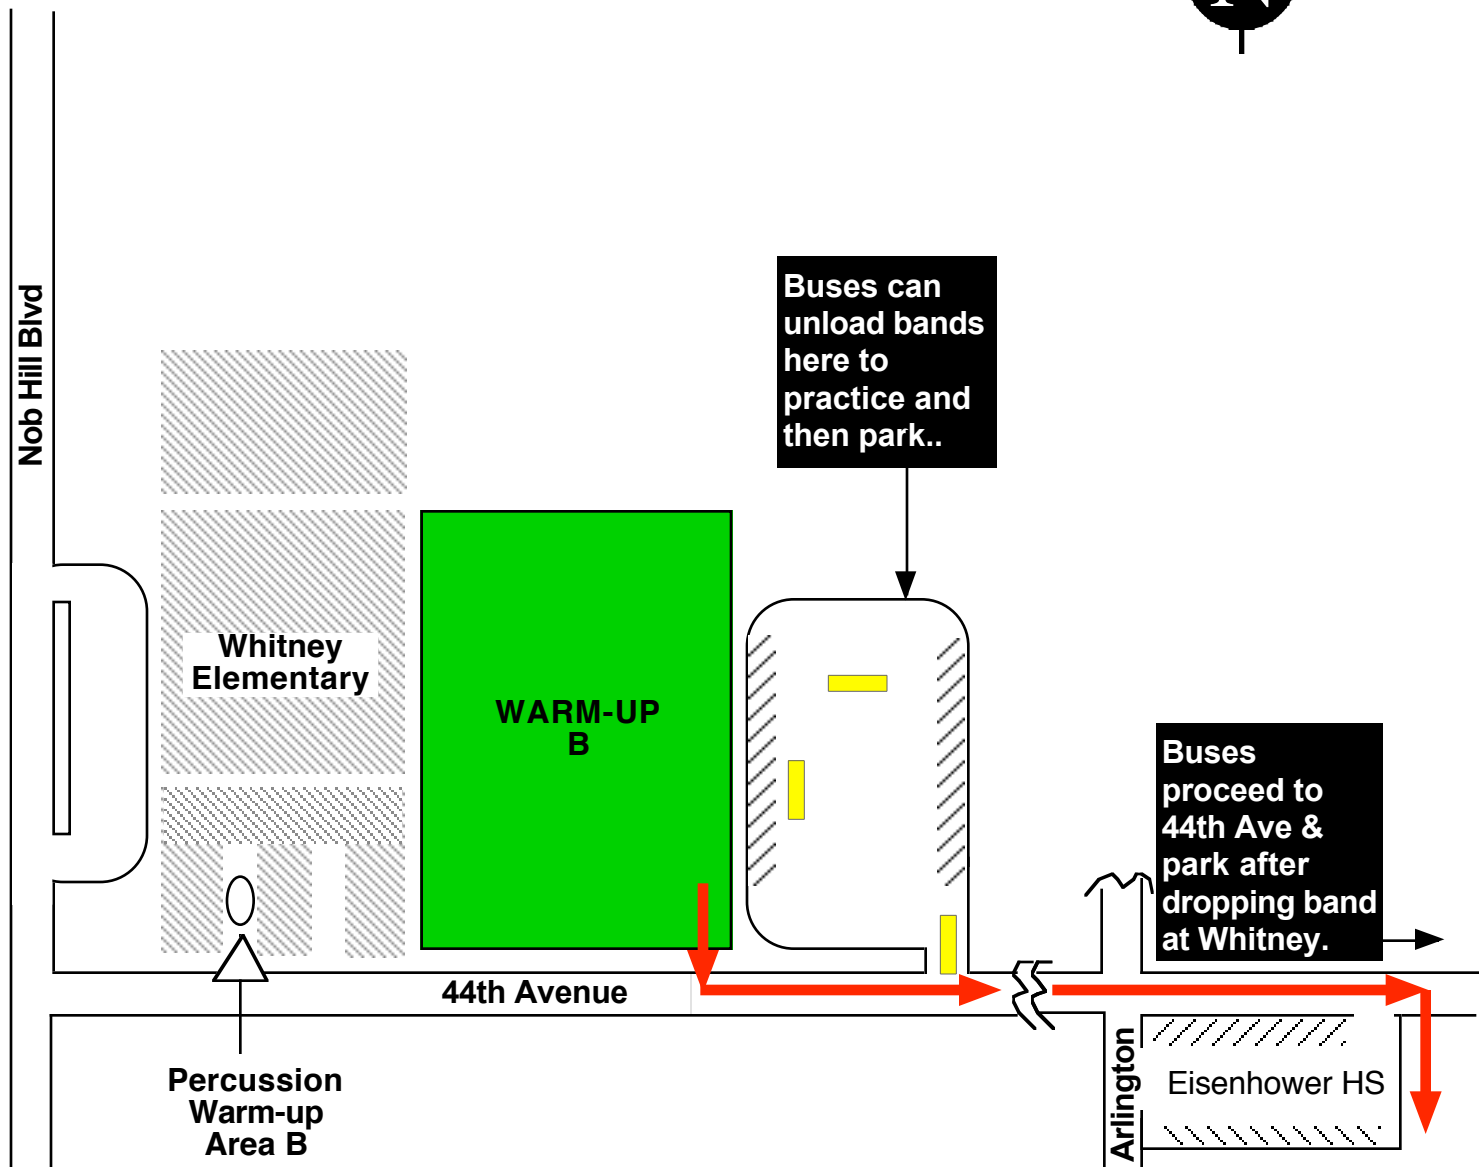 N
Nob Hill Blvd
Buses can
unload bands
here to
practice and
then park..
Whitney
Elementary
WARM-UP
B
Buses
proceed to
44th Ave &
park after
dropping band
at Whitney.
44th Avenue
Percussion
Warm-up
Area B
Arlington
Eisenhower HS